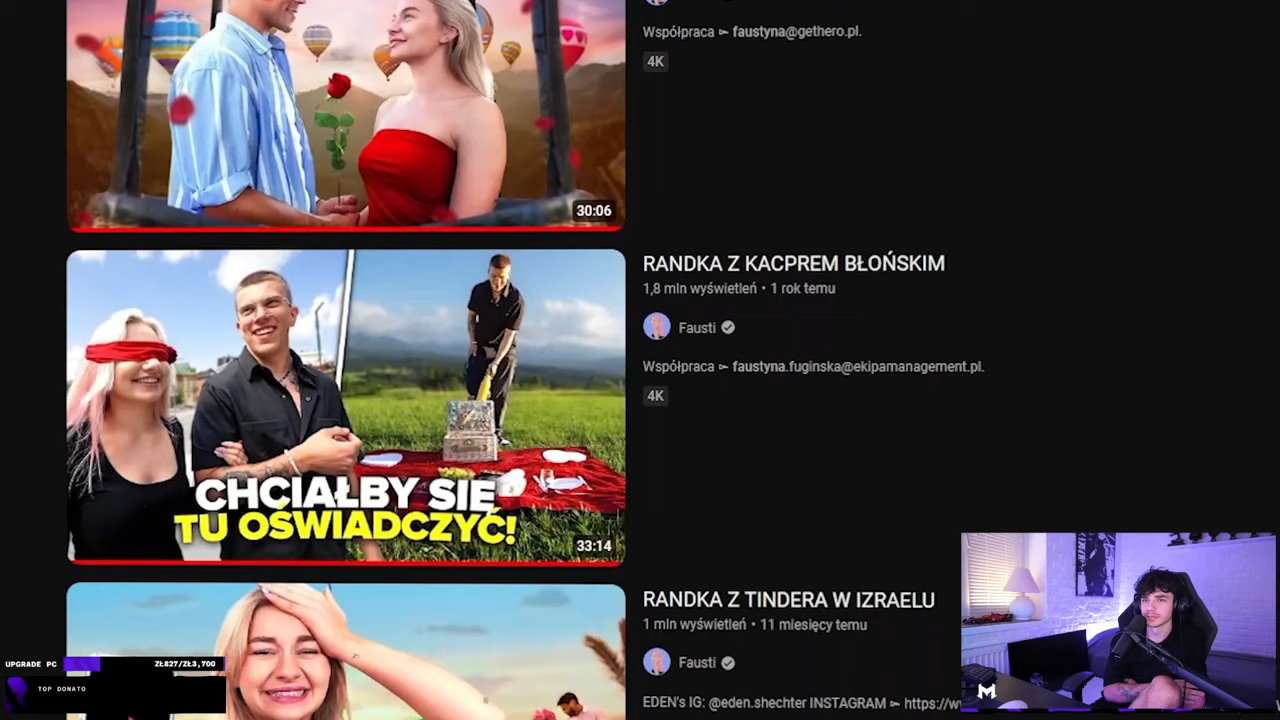 Współpraca ➳ faustyna@gethero.pl.
4K
30:06
RANDKA Z KACPREM BŁOŃSKIM
1,8 mln wyświetleń • 1 rok temu
Fausti
Współpraca ➳ faustyna.fuginska@ekipamanagement.pl.
4K
CHCIAŁBY SIĘ
TU OŚWIADCZYĆ!
33:14
RANDKA Z TINDERA W IZRAELU
1 mln wyświetleń • 11 miesięcy temu
Fausti
EDEN's IG: @eden.shechter INSTAGRAM ➳ https://w
UPGRADE PC
ZŁ827/ZŁ3,700
TOP DONATO
M